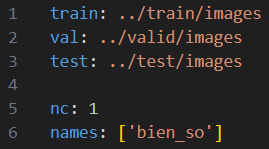 1 train: ../train/images
2 val: ../valid/images
3 test: ../test/images
4
5 nc: 1
6 names: ['bien_so']